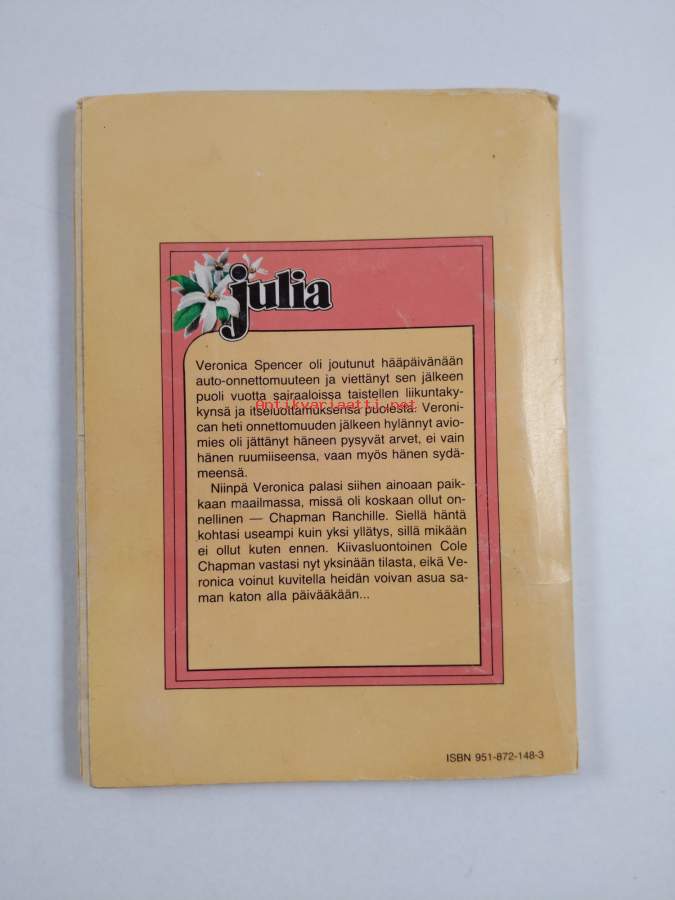 julia
Veronica Spencer oli joutunut hääpäivänään
auto-onnettomuuteen ja viettänyt sen jälkeen
puoli vuotta sairaaloissa taistellen liikuntaky-
kynsä ja itseluottamuksensa puolesta. Veroni-
Antikvariaatti.net
can heti onnettomuuden jälkeen hylännyt avio-
mies oli jättänyt häneen pysyvät arvet, ei vain
hänen ruumiiseensa, vaan myös hänen sydä-
meensä.
Niinpä Veronica palasi siihen ainoaan paik-
kaan maailmassa, missä oli koskaan ollut on-
nellinen — Chapman Ranchille. Siellä häntä
kohtasi useampi kuin yksi yllätys, sillä mikään
ei ollut kuten ennen. Kiivasluontoinen Cole
Chapman vastasi nyt yksinään tilasta, eikä Ve-
ronica voinut kuvitella heidän voivan asua sa-
man katon alla päivääkään...
ISBN 951-872-148-3